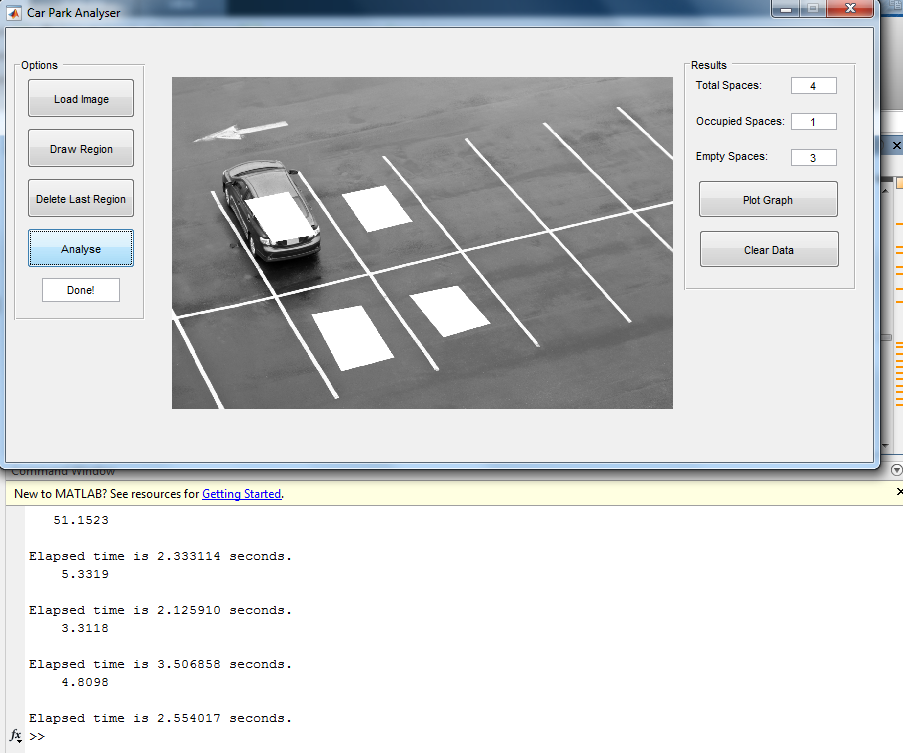 Car Park Analyser
Options
Load Image
Draw Region
Delete Last Region
Analyse
Done!
Results
Total Spaces: 4
Occupied Spaces: 1
Empty Spaces: 3
Plot Graph
Clear Data
Command Window
New to MATLAB? See resources for Getting Started.
51.1523
Elapsed time is 2.333114 seconds.
5.3319
Elapsed time is 2.125910 seconds.
3.3118
Elapsed time is 3.506858 seconds.
4.8098
Elapsed time is 2.554017 seconds.
fx >>